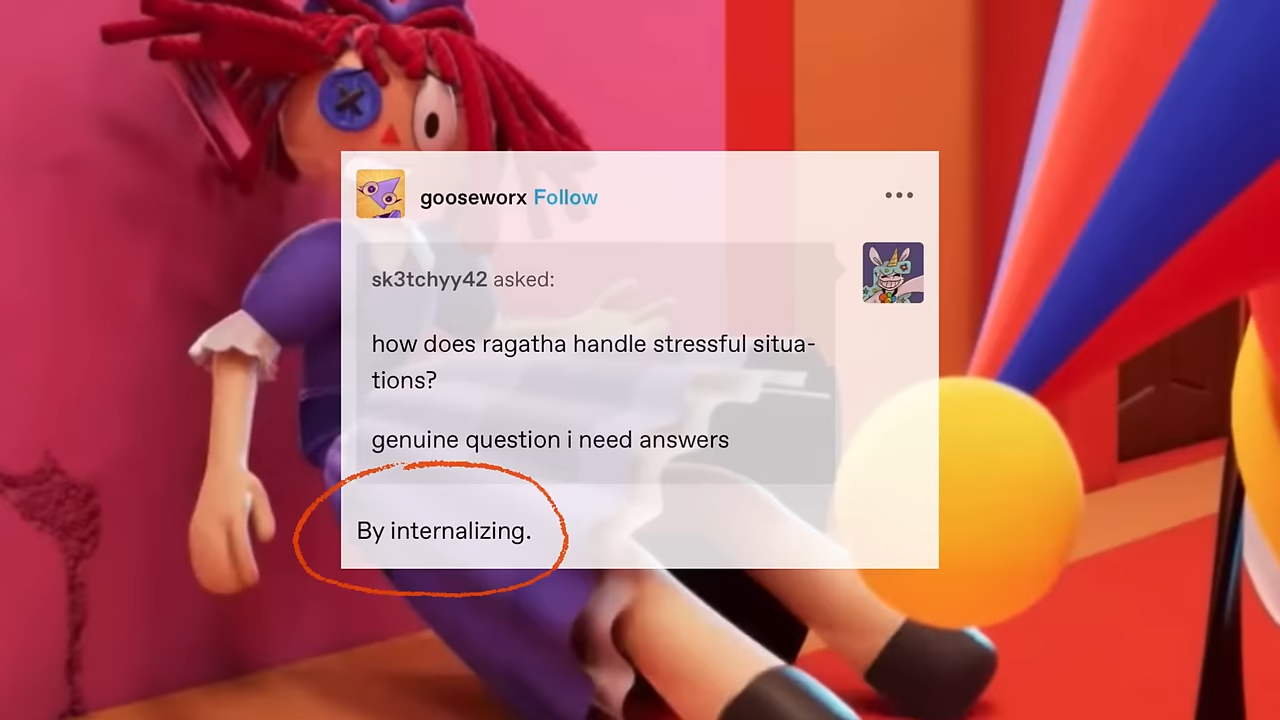 gooseworx Follow
sk3tchyy42 asked:
how does ragatha handle stressful situa-
tions?
genuine question i need answers
By internalizing.